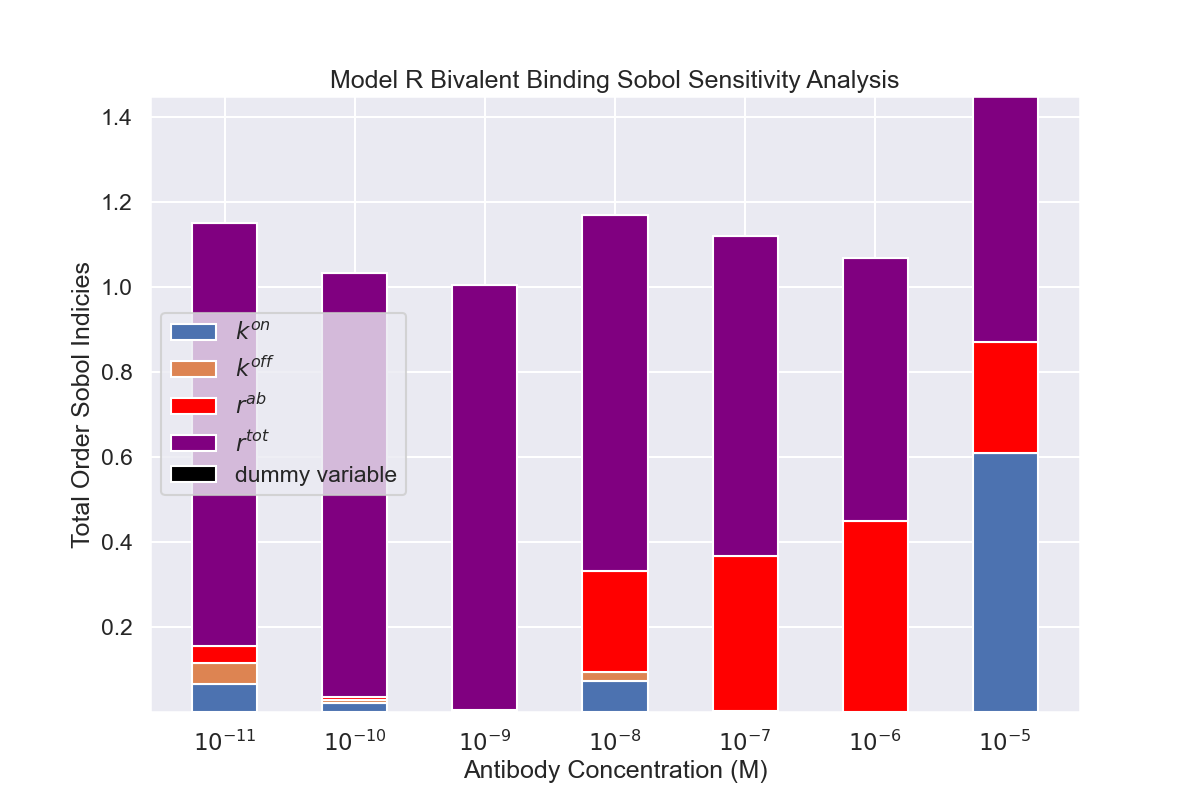 Model R Bivalent Binding Sobol Sensitivity Analysis
Total Order Sobol Indicies
1.4
1.2
1.0
0.8
0.6
0.4
0.2
k^on
k^off
r^ab
r^tot
dummy variable
10^−11 10^−10 10^−9 10^−8 10^−7 10^−6 10^−5
Antibody Concentration (M)